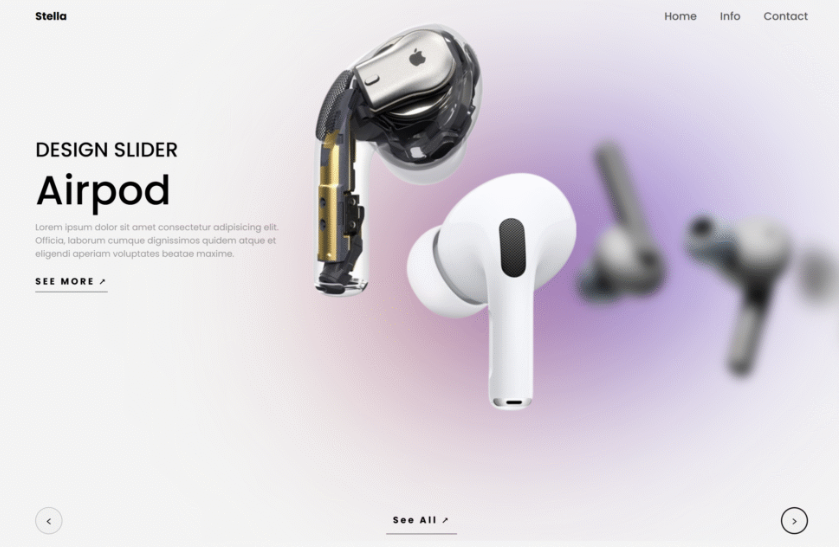 Stella
Home Info Contact
DESIGN SLIDER
Airpod
Lorem ipsum dolor sit amet consectetur adipisicing elit.
Officia, laborum cumque dignissimos quidem atque et
eligendi aperiam voluptates beatae maxime.
SEE MORE ↗
< See All ↗ >